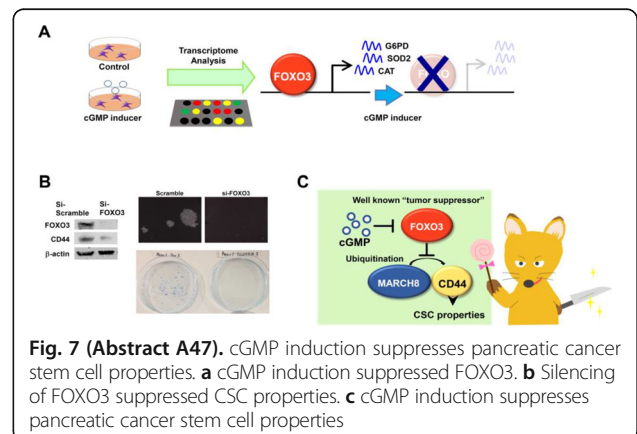 A
Control
cGMP inducer
Transcriptome
Analysis
FOXO3
G6PD
SOD2
CAT
cGMP inducer
B
Si-
Scramble
Si-
FOXO3
FOXO3
CD44
β-actin
Scramble
si-FOXO3
C
Well known “tumor suppressor”
cGMP
FOXO3
Ubiquitination
MARCH8
CD44
CSC properties
Fig. 7 (Abstract A47). cGMP induction suppresses pancreatic cancer
stem cell properties. a cGMP induction suppressed FOXO3. b Silencing
of FOXO3 suppressed CSC properties. c cGMP induction suppresses
pancreatic cancer stem cell properties